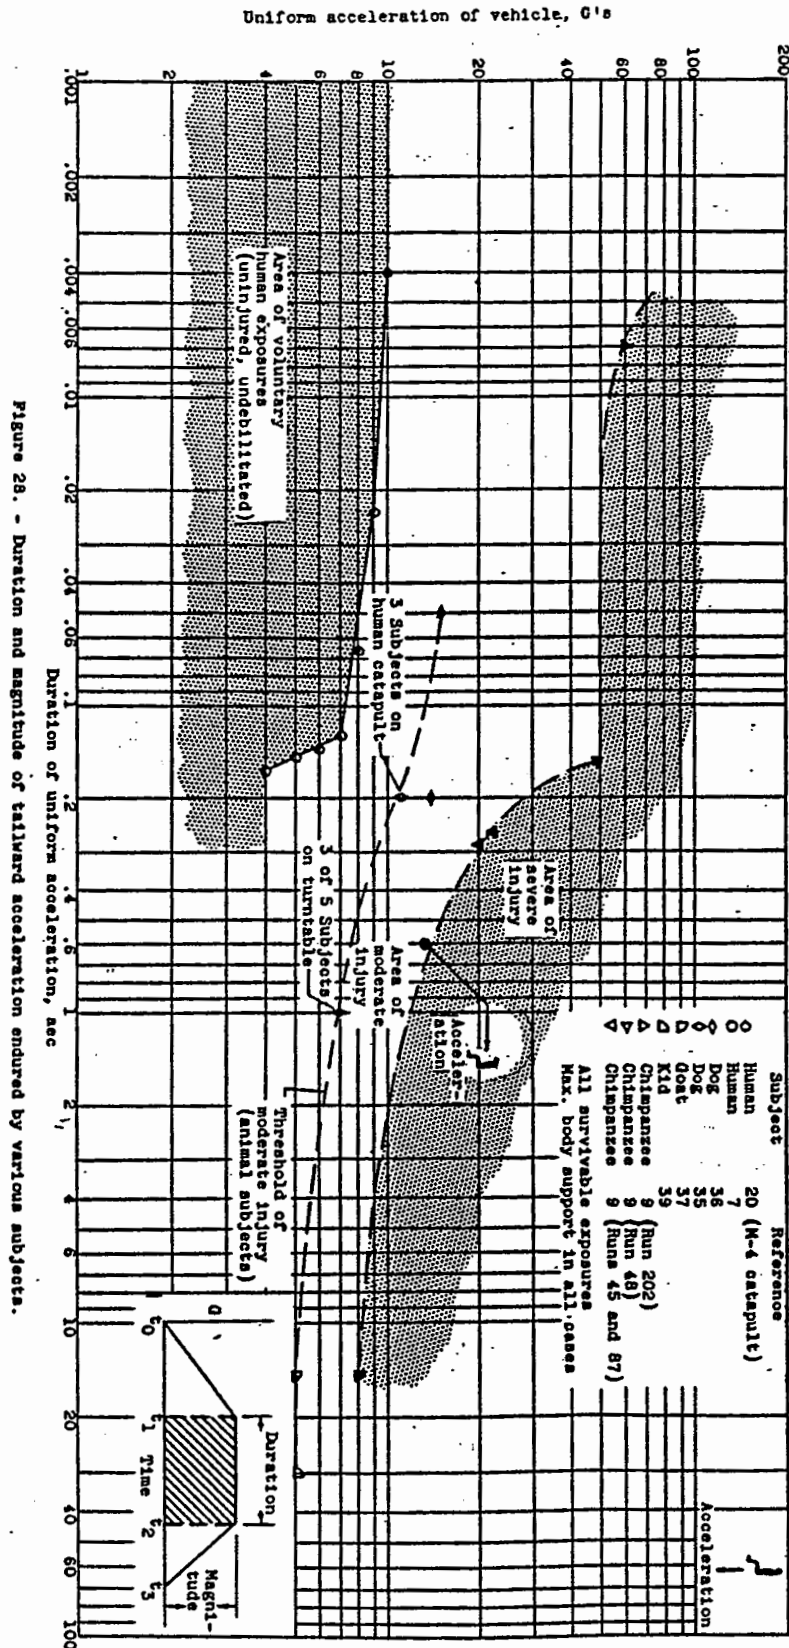 Uniform acceleration of vehicle, G's
200
100
80
60
40
20
10
8
6
4
2
1
.001
.002
.004
.006
.01
.02
.04
.06
.1
.2
.4
.6
1
2
4
6
10
20
40
60
100
Duration of uniform acceleration, sec
Area of voluntary
human exposures
(uninjured, undebilitated)
3 Subjects on
human catapult
3 of 5 Subjects
on turntable
Area of
moderate
injury
Area of
severe
injury
Acceler-
ation
Threshold of
moderate injury
(animal subjects)
Subject Reference
Human 20 (M-4 catapult)
Human 7
Dog 36
Dog 35
Goat 37
Kid 39
Chimpanzee 9 (Run 202)
Chimpanzee 9 (Run 48)
Chimpanzee 9 (Runs 45 and 87)
All survivable exposures
Max. body support in all cases
Acceleration
G
Duration
Magni-
tude
t0
t1
Time
t2
t3
Figure 28. - Duration and magnitude of tailward acceleration endured by various subjects.